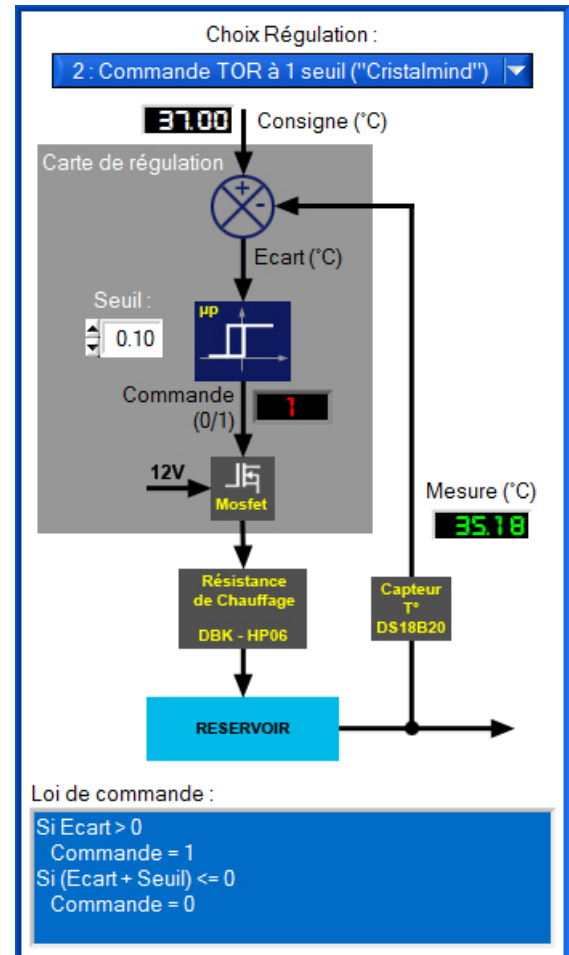 Choix Régulation :
2 : Commande TOR à 1 seuil ("Cristalmind")
37.00 Consigne (°C)
Carte de régulation
+
-
Ecart (°C)
Seuil :
0.10
µp
Commande
(0/1)
1
12V
Mosfet
Mesure (°C)
35.18
Résistance
de Chauffage
DBK - HP06
Capteur
T°
DS18B20
RESERVOIR
Loi de commande :
Si Ecart > 0
Commande = 1
Si (Ecart + Seuil) <= 0
Commande = 0